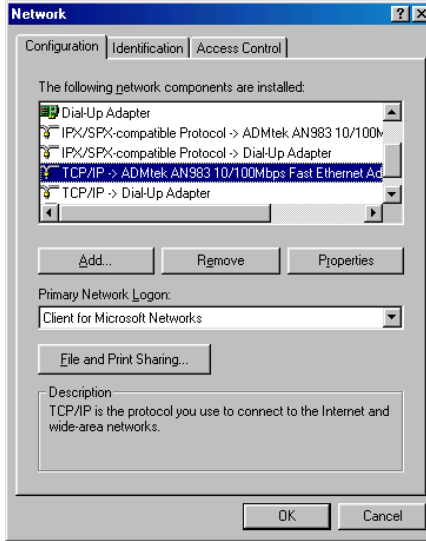 Network
Configuration Identification Access Control
The following network components are installed:
Dial-Up Adapter
IPX/SPX-compatible Protocol -> ADMtek AN983 10/100M
IPX/SPX-compatible Protocol -> Dial-Up Adapter
TCP/IP -> ADMtek AN983 10/100Mbps Fast Ethernet Ad
TCP/IP -> Dial-Up Adapter
Add... Remove Properties
Primary Network Logon:
Client for Microsoft Networks
File and Print Sharing...
Description
TCP/IP is the protocol you use to connect to the Internet and
wide-area networks.
OK Cancel